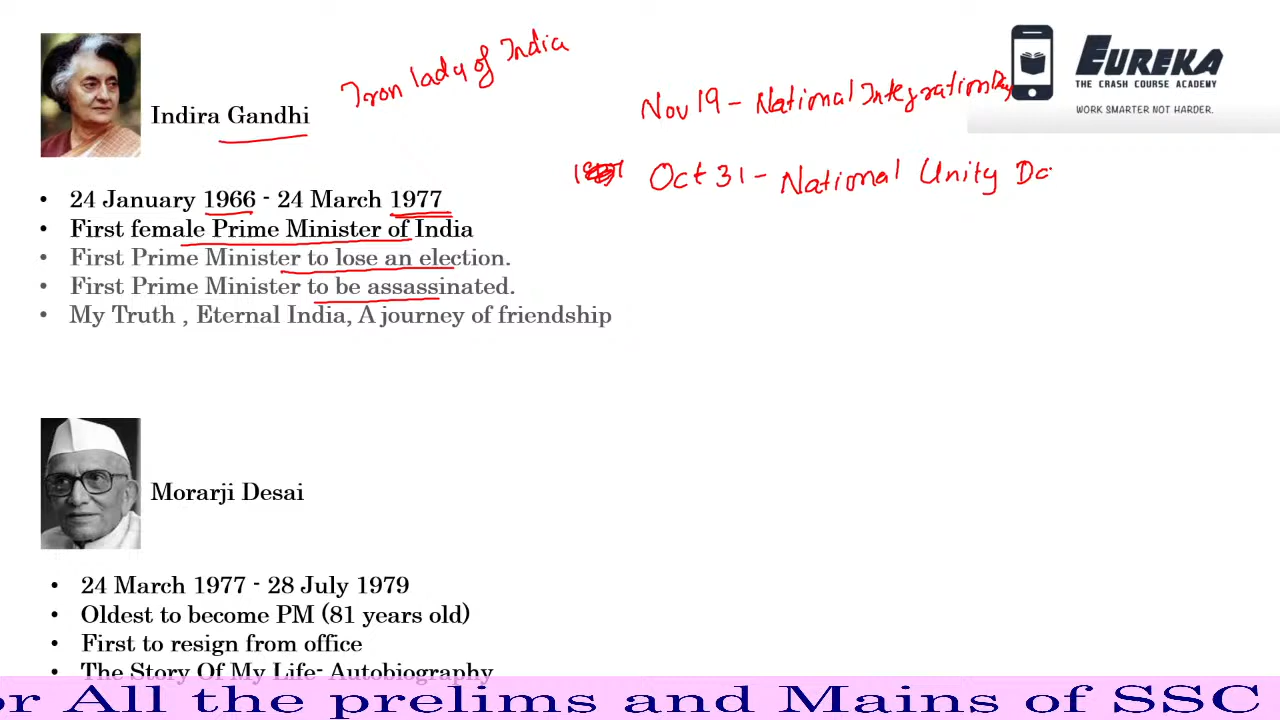 Iron lady of India
EUREKA
THE CRASH COURSE ACADEMY
WORK SMARTER NOT HARDER.
Indira Gandhi
Nov 19 - National Integration Day
Oct 31 - National Unity Da
• 24 January 1966 - 24 March 1977
• First female Prime Minister of India
• First Prime Minister to lose an election.
• First Prime Minister to be assassinated.
• My Truth , Eternal India, A journey of friendship
Morarji Desai
• 24 March 1977 - 28 July 1979
• Oldest to become PM (81 years old)
• First to resign from office
• The Story Of My Life- Autobiography
or All the prelims and Mains of SSC